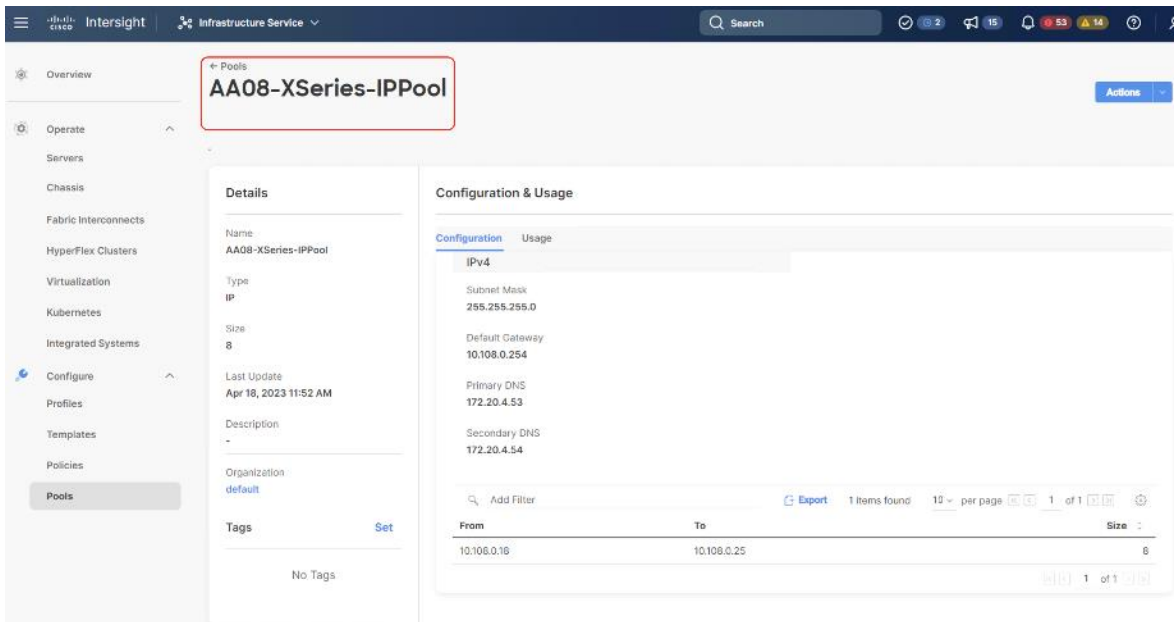 cisco Intersight
Infrastructure Service
Search
2
15
53
14
← Pools
AA08-XSeries-IPPool
Actions
Overview
Operate
Servers
Chassis
Fabric Interconnects
HyperFlex Clusters
Virtualization
Kubernetes
Integrated Systems
Configure
Profiles
Templates
Policies
Pools
Details
Name
AA08-XSeries-IPPool
Type
IP
Size
8
Last Update
Apr 18, 2023 11:52 AM
Description
-
Organization
default
Tags Set
No Tags
Configuration & Usage
Configuration Usage
IPv4
Subnet Mask
255.255.255.0
Default Gateway
10.108.0.254
Primary DNS
172.20.4.53
Secondary DNS
172.20.4.54
Add Filter Export 1 items found 10 per page 1 of 1
From To Size
10.108.0.18 10.108.0.25 8
1 of 1